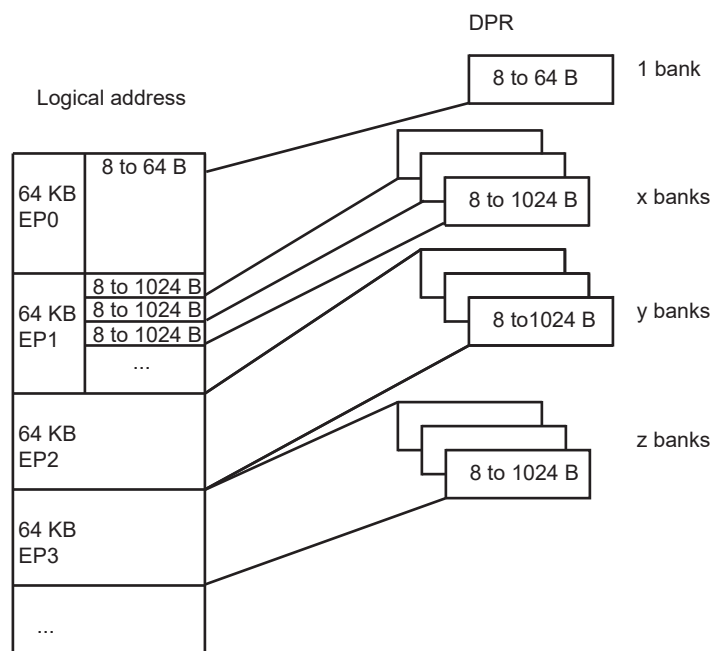 DPR
8 to 64 B
1 bank
Logical address
8 to 64 B
64 KB
EP0
8 to 1024 B
x banks
8 to 1024 B
8 to 1024 B
8 to 1024 B
...
64 KB
EP1
8 to1024 B
y banks
64 KB
EP2
8 to 1024 B
z banks
64 KB
EP3
...